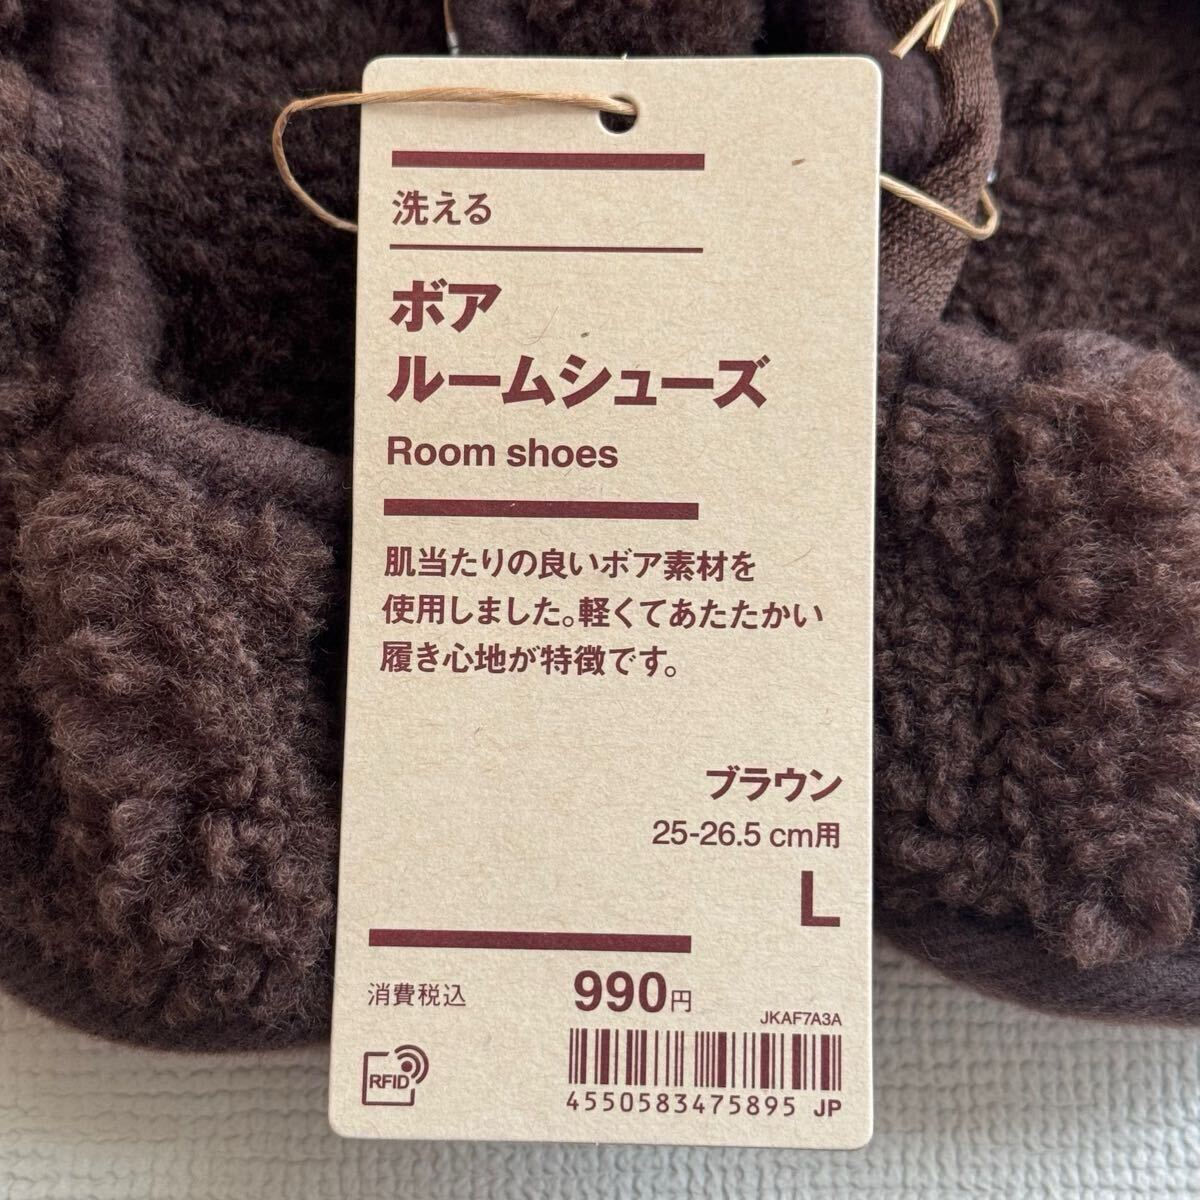 洗える
ボア
ルームシューズ
Room shoes
肌当たりの良いボア素材を
使用しました。軽くてあたたかい
履き心地が特徴です。
ブラウン
25-26.5 cm用
L
消費税込 990円
JKAF7A3A
RFID
4550583475895 JP